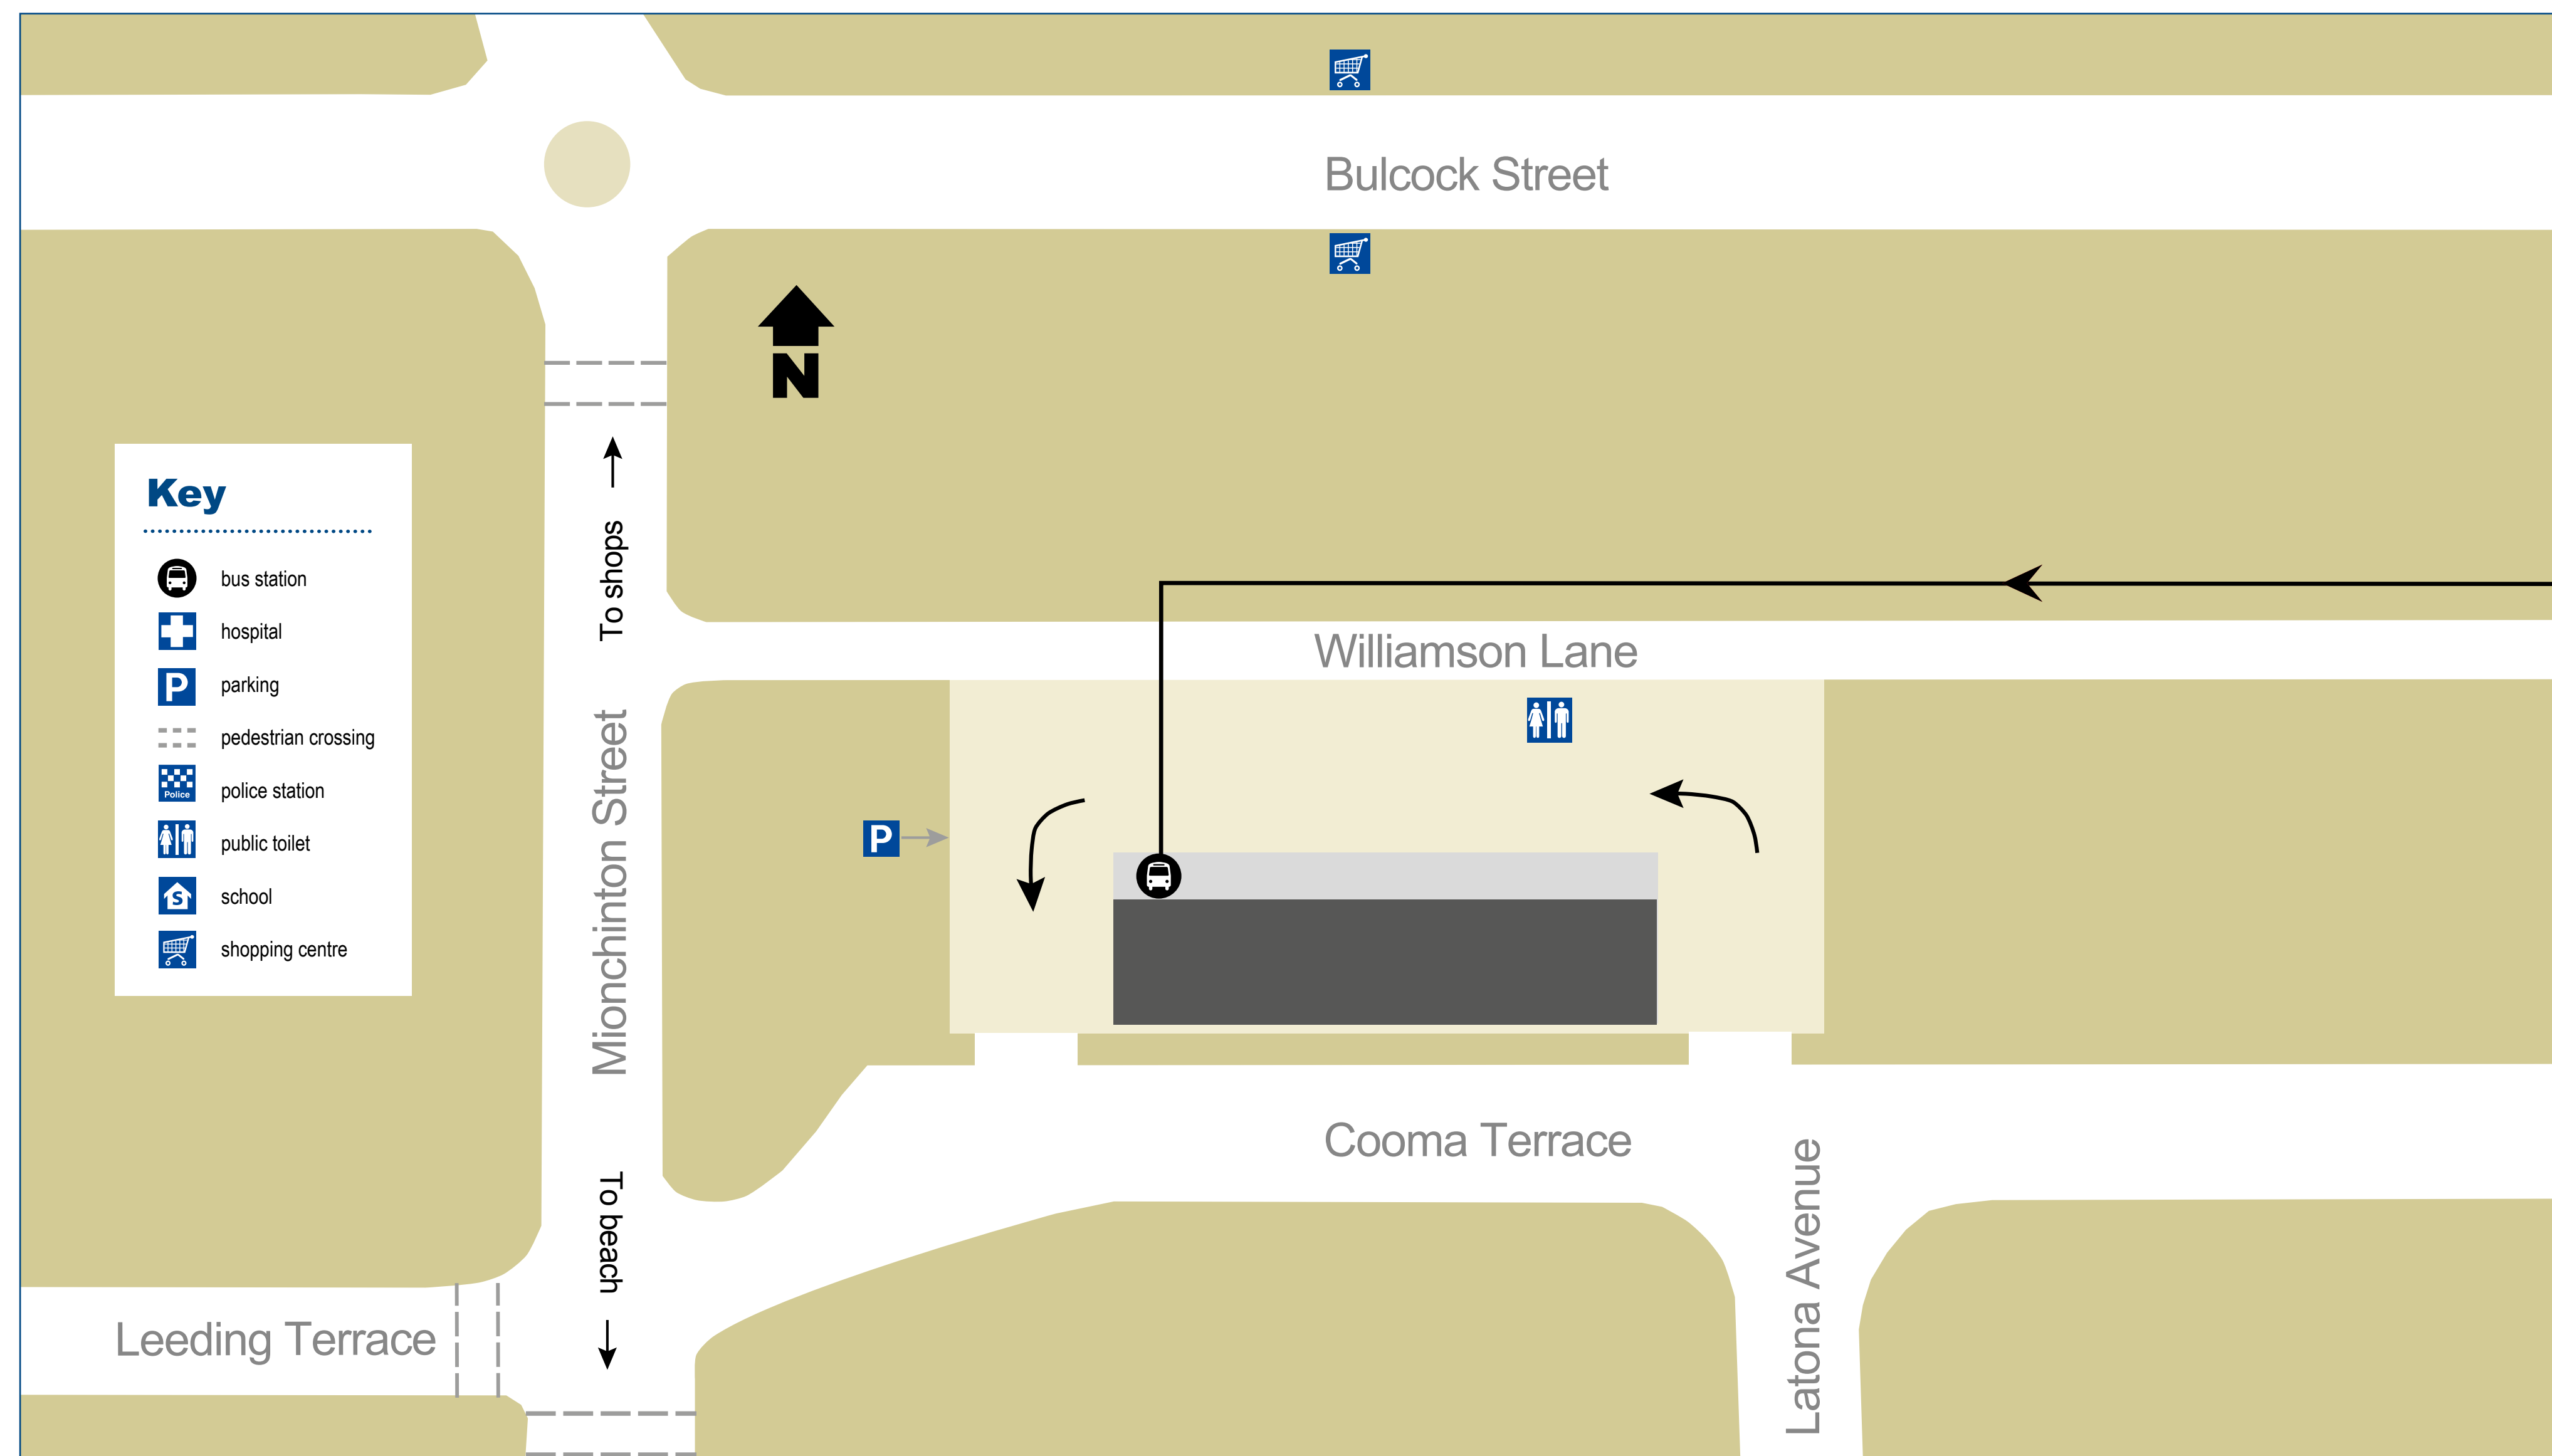 Bulcock Street
N
Key
bus station
hospital
P
parking
pedestrian crossing
Police
police station
public toilet
S
school
shopping centre
To shops
Mionchinton Street
To beach
Williamson Lane
P
Cooma Terrace
Latona Avenue
Leeding Terrace